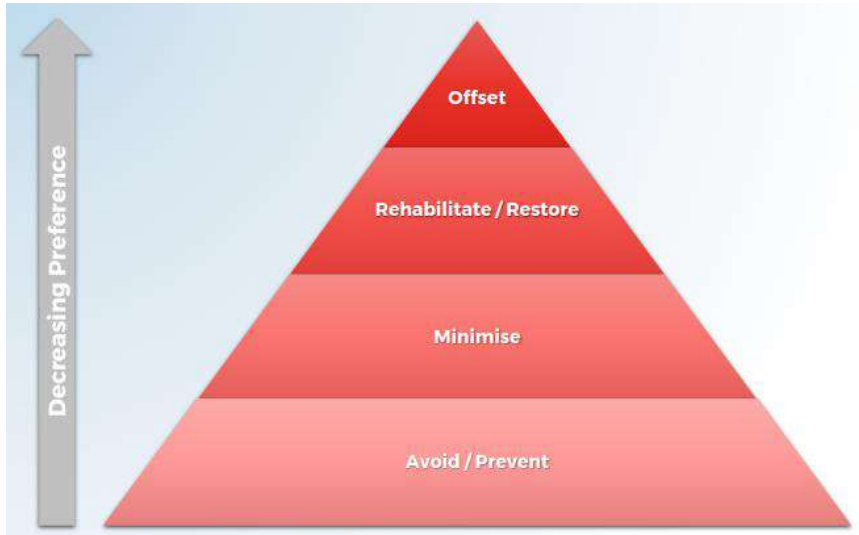 Offset
Rehabilitate / Restore
Minimise
Avoid / Prevent
Decreasing Preference